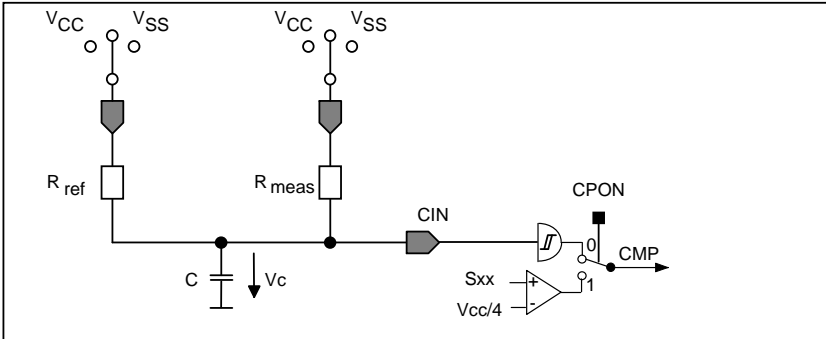 VCC VSS VCC VSS
R ref R meas CIN CPON
0 CMP
C Vc Sxx + 1
Vcc/4 -